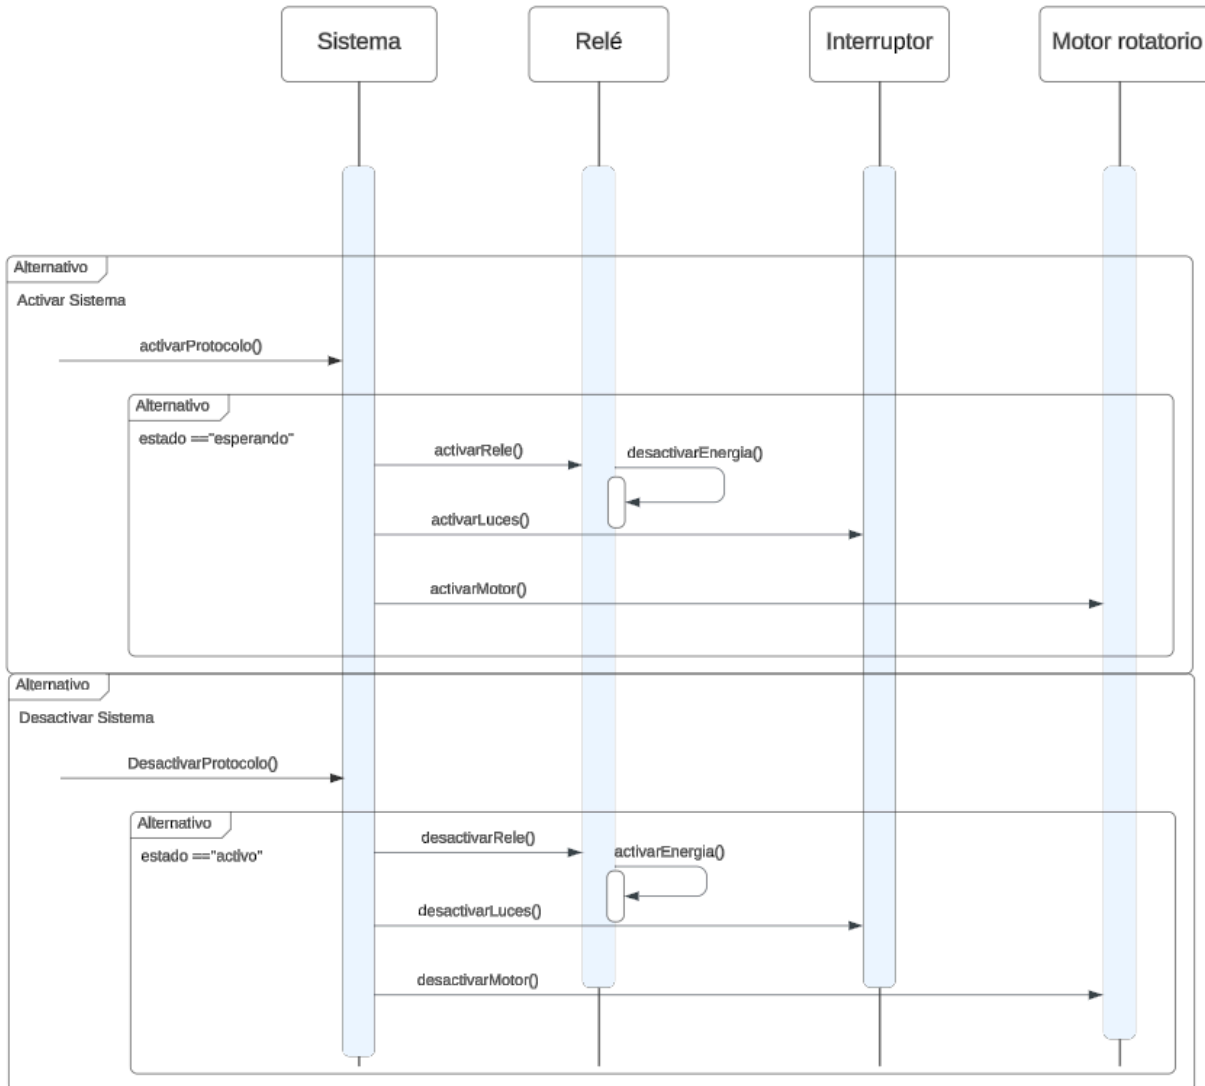 Sistema
Relé
Interruptor
Motor rotatorio
Alternativo
Activar Sistema
activarProtocolo()
Alternativo
estado =="esperando"
activarRele()
desactivarEnergia()
activarLuces()
activarMotor()
Alternativo
Desactivar Sistema
DesactivarProtocolo()
Alternativo
estado =="activo"
desactivarRele()
activarEnergia()
desactivarLuces()
desactivarMotor()